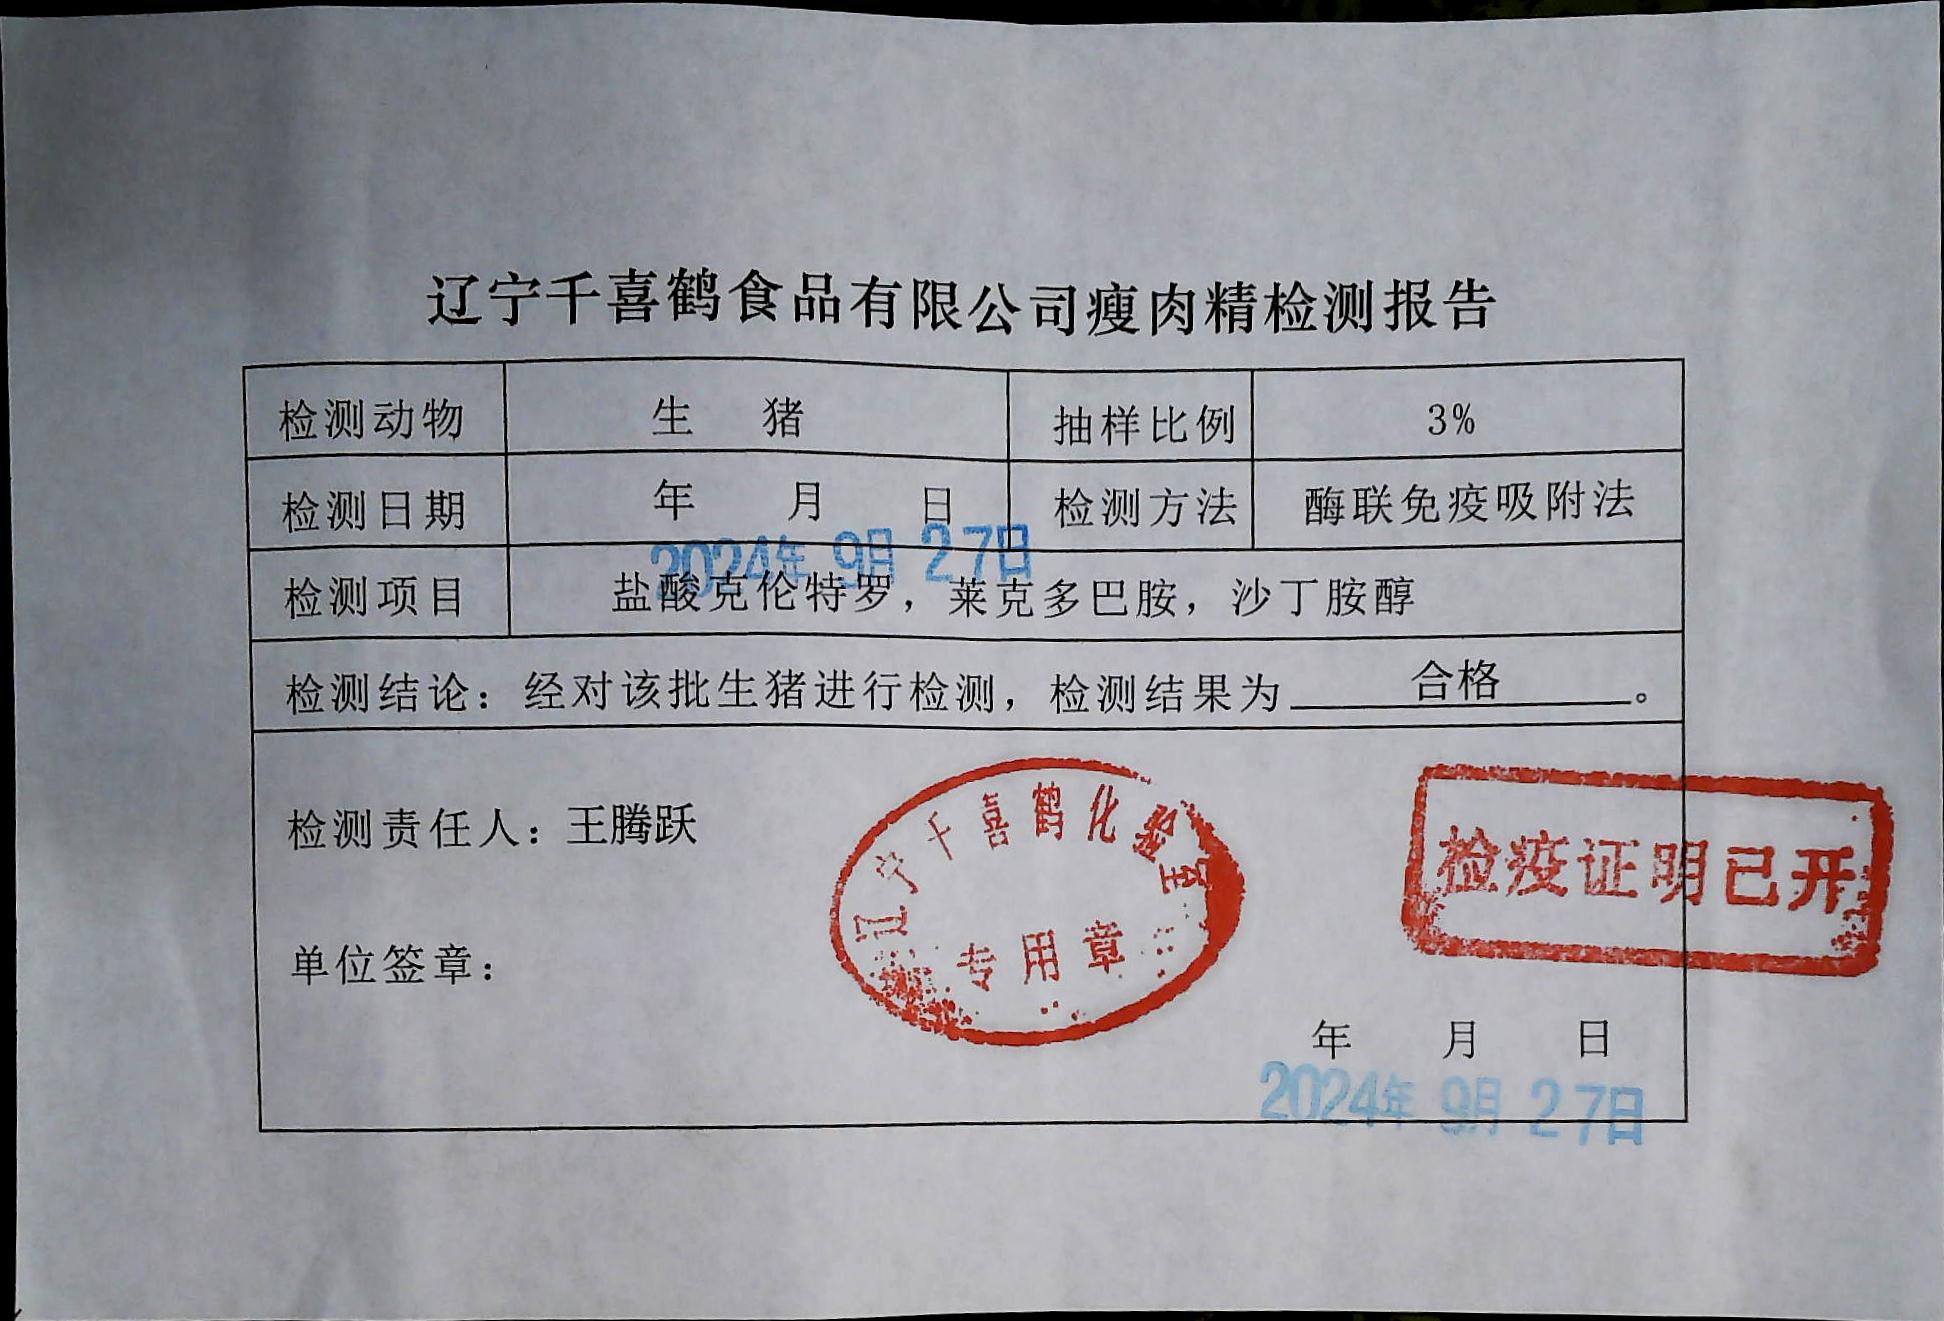 辽宁千喜鹤食品有限公司瘦肉精检测报告
检测动物 生 猪 抽样比例 3%
检测日期 年 月 日 检测方法 酶联免疫吸附法
2024年 9月 27日
检测项目 盐酸克伦特罗，莱克多巴胺，沙丁胺醇
检测结论：经对该批生猪进行检测，检测结果为 合格 。
检测责任人：王腾跃
辽宁千喜鹤化验室
专用章
检疫证明已开
单位签章：
年 月 日
2024年 9月 27日